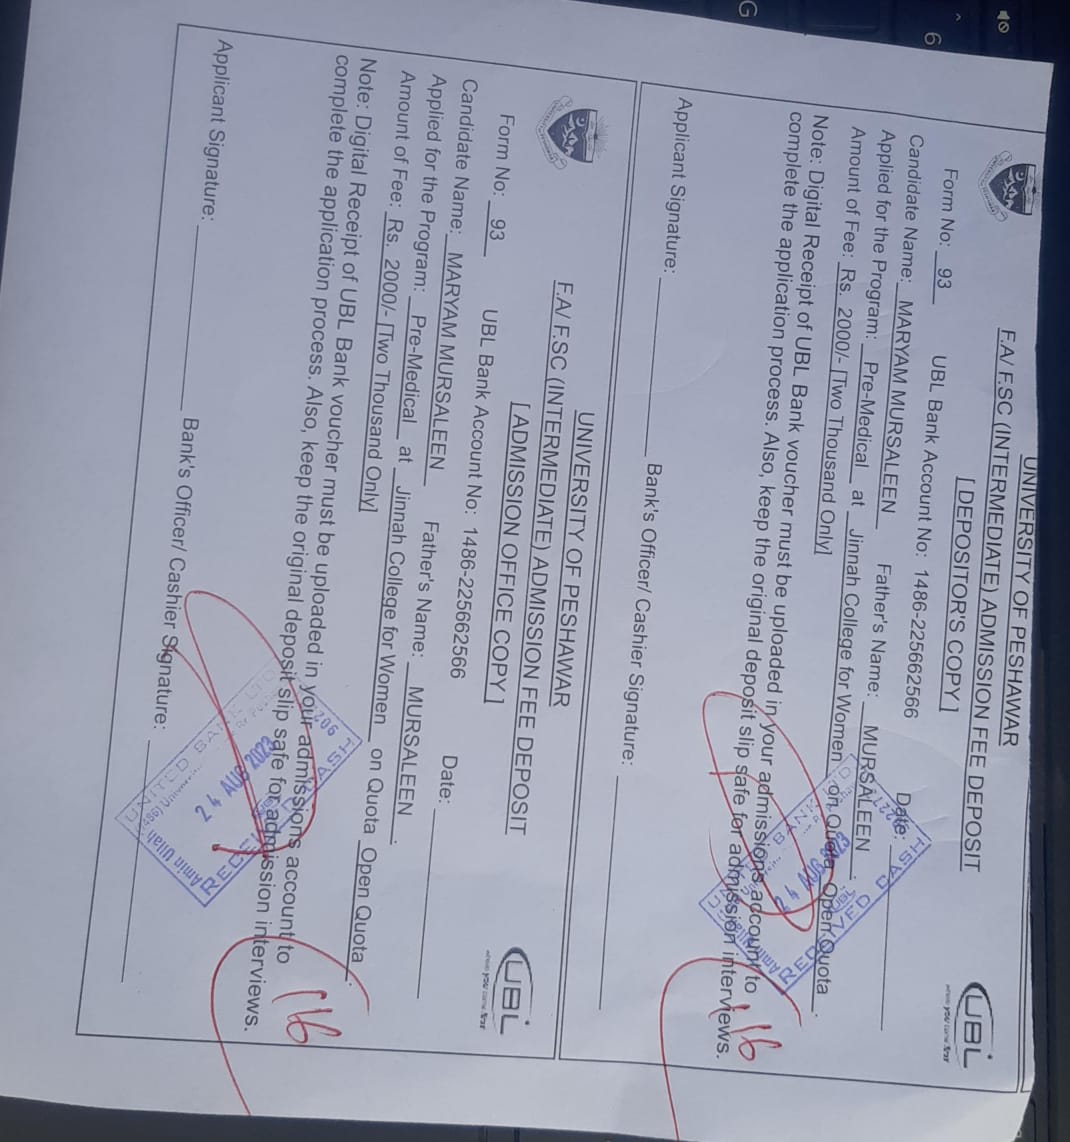 UNIVERSITY OF PESHAWAR
F.A/ F.SC (INTERMEDIATE) ADMISSION FEE DEPOSIT
[ DEPOSITOR'S COPY ]
UBL
where you come first
Form No: 93 UBL Bank Account No: 1486-225662566 Date:
Candidate Name: MARYAM MURSALEEN Father's Name: MURSALEEN .
Applied for the Program: Pre-Medical at Jinnah College for Women on Quota Open Quota .
Amount of Fee: Rs. 2000/- [Two Thousand Only]
Note: Digital Receipt of UBL Bank voucher must be uploaded in your admissions account to
complete the application process. Also, keep the original deposit slip safe for admission interviews.
24 AUG 2023
RECEIVED CASH
116
Applicant Signature: Bank's Officer/ Cashier Signature:
UNIVERSITY OF PESHAWAR
F.A/ F.SC (INTERMEDIATE) ADMISSION FEE DEPOSIT
[ ADMISSION OFFICE COPY ]
UBL
where you come first
Form No: 93 UBL Bank Account No: 1486-225662566 Date:
Candidate Name: MARYAM MURSALEEN Father's Name: MURSALEEN .
Applied for the Program: Pre-Medical at Jinnah College for Women on Quota Open Quota .
Amount of Fee: Rs. 2000/- [Two Thousand Only]
Note: Digital Receipt of UBL Bank voucher must be uploaded in your admissions account to
complete the application process. Also, keep the original deposit slip safe for admission interviews.
UNITED BANK LTD
24 AUG 2023
Amin Ullah
RECEIVED CASH
116
Applicant Signature: Bank's Officer/ Cashier Signature:
6
G